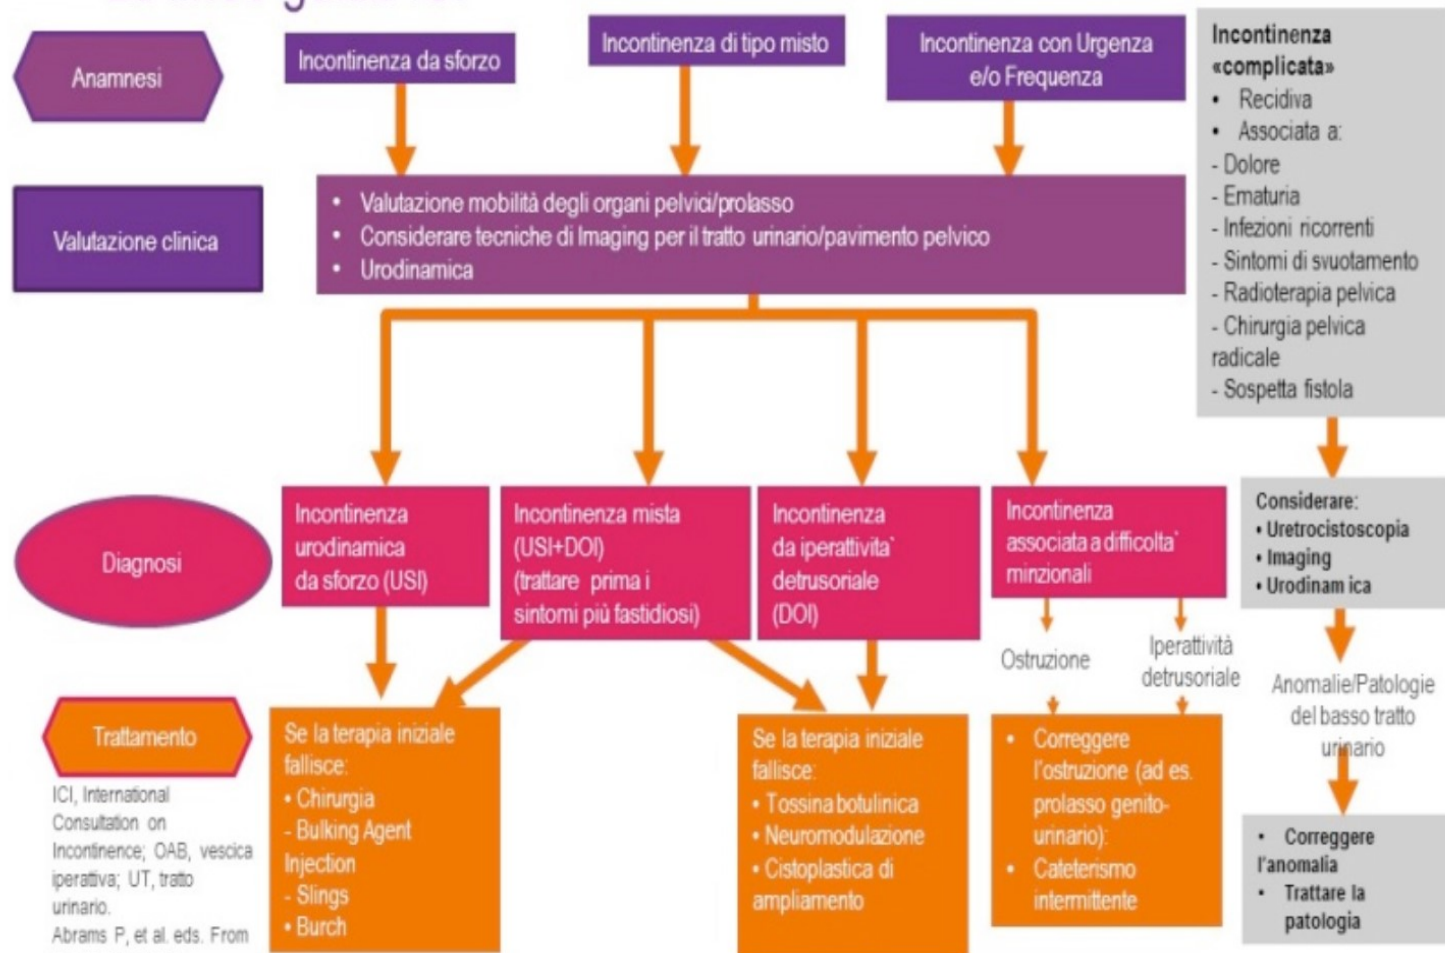 Anamnesi
Incontinenza da sforzo
Incontinenza di tipo misto
Incontinenza con Urgenza
e/o Frequenza
Incontinenza
«complicata»
• Recidiva
• Associata a:
- Dolore
- Ematuria
- Infezioni ricorrenti
- Sintomi di svuotamento
- Radioterapia pelvica
- Chirurgia pelvica
radicale
- Sospetta fistola
Valutazione clinica
• Valutazione mobilità degli organi pelvici/prolasso
• Considerare tecniche di Imaging per il tratto urinario/pavimento pelvico
• Urodinamica
Diagnosi
Incontinenza
urodinamica
da sforzo (USI)
Incontinenza mista
(USI+DOI)
(trattare prima i
sintomi più fastidiosi)
Incontinenza
da iperattivita`
detrusoriale
(DOI)
Incontinenza
associata a difficolta`
minzionali
Considerare:
• Uretrocistoscopia
• Imaging
• Urodinam ica
Ostruzione
Iperattività
detrusoriale
Anomalie/Patologie
del basso tratto
urinario
Trattamento
Se la terapia iniziale
fallisce:
• Chirurgia
- Bulking Agent
Injection
- Slings
• Burch
Se la terapia iniziale
fallisce:
• Tossina botulinica
• Neuromodulazione
• Cistoplastica di
ampliamento
• Correggere
l'ostruzione (ad es.
prolasso genito-
urinario):
• Cateterismo
intermittente
• Correggere
l'anomalia
• Trattare la
patologia
ICI, International
Consultation on
Incontinence; OAB, vescica
iperattiva; UT, tratto
urinario.
Abrams P, et al. eds. From